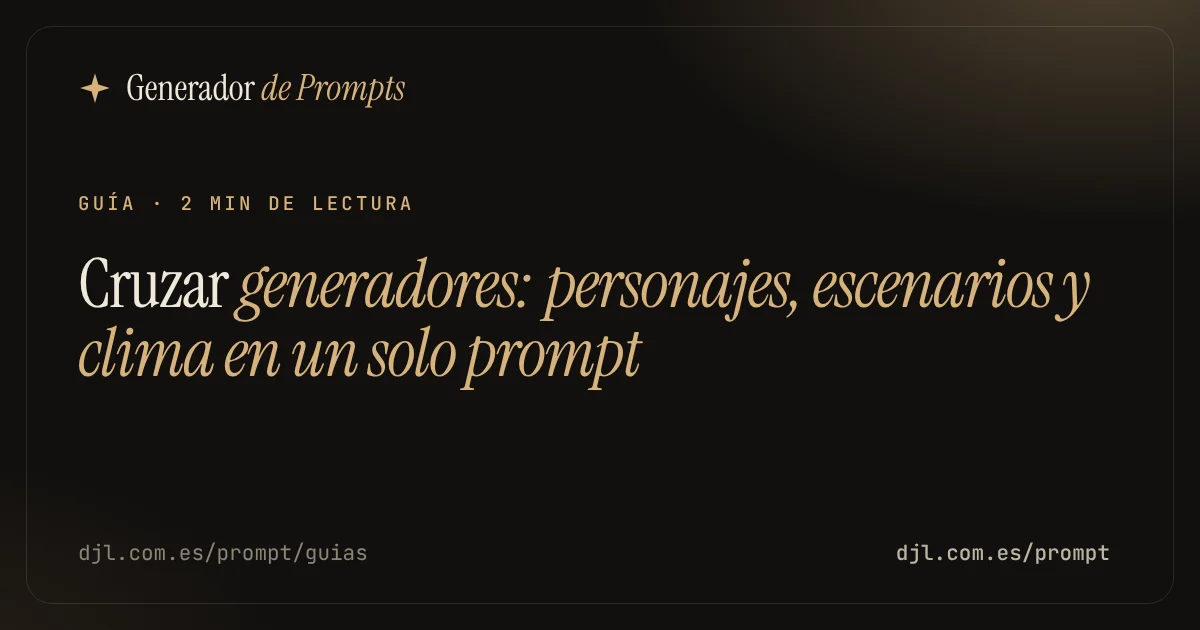 Generador de Prompts
GUÍA · 2 MIN DE LECTURA
Cruzar generadores: personajes, escenarios y
clima en un solo prompt
djl.com.es/prompt/guias
djl.com.es/prompt